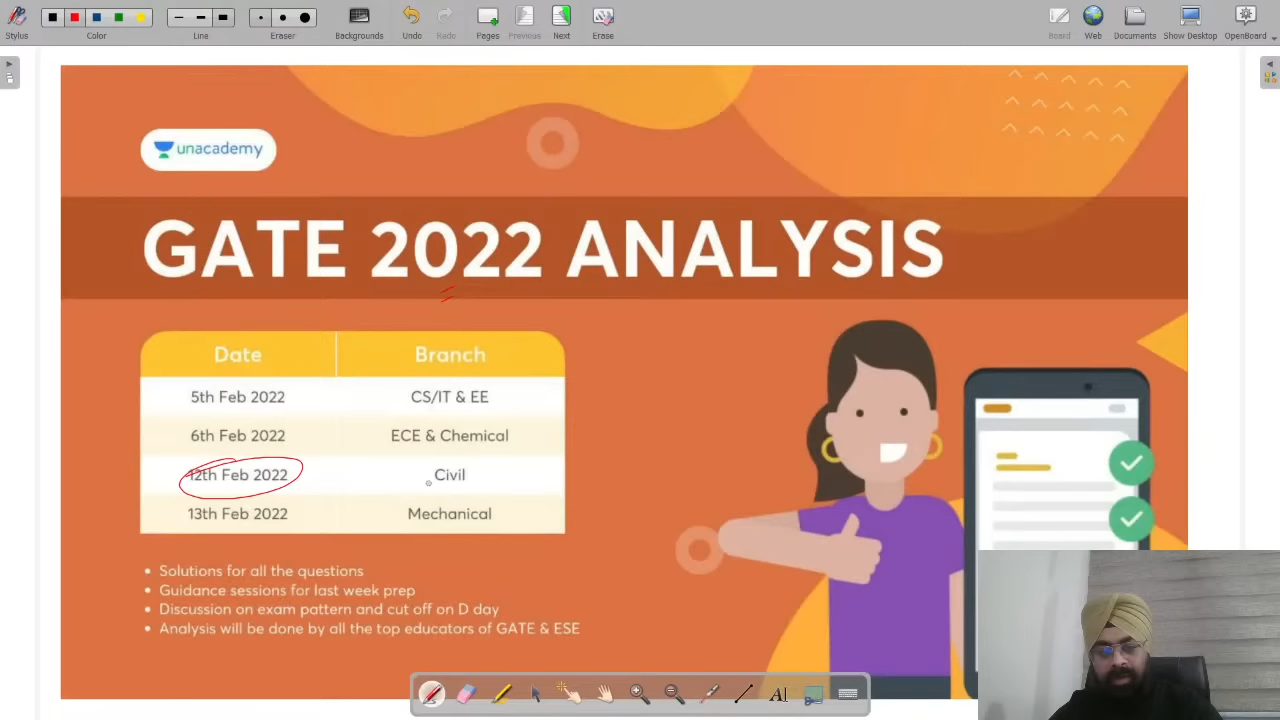 Stylus
Color
Line
Eraser
Backgrounds
Undo
Redo
Pages
Previous
Next
Erase
Board
Web
Documents
Show Desktop
OpenBoard
unacademy
GATE 2022 ANALYSIS
Date Branch
5th Feb 2022 CS/IT & EE
6th Feb 2022 ECE & Chemical
12th Feb 2022 Civil
13th Feb 2022 Mechanical
• Solutions for all the questions
• Guidance sessions for last week prep
• Discussion on exam pattern and cut off on D day
• Analysis will be done by all the top educators of GATE & ESE
AI